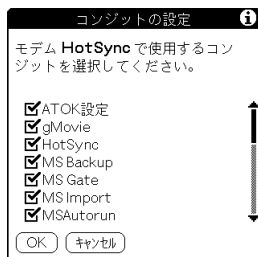 コンジットの設定
モデム HotSync で使用するコン
ジットを選択してください。
ATOK設定
gMovie
HotSync
MS Backup
MS Gate
MS Import
MSAutorun
OK キャンセル